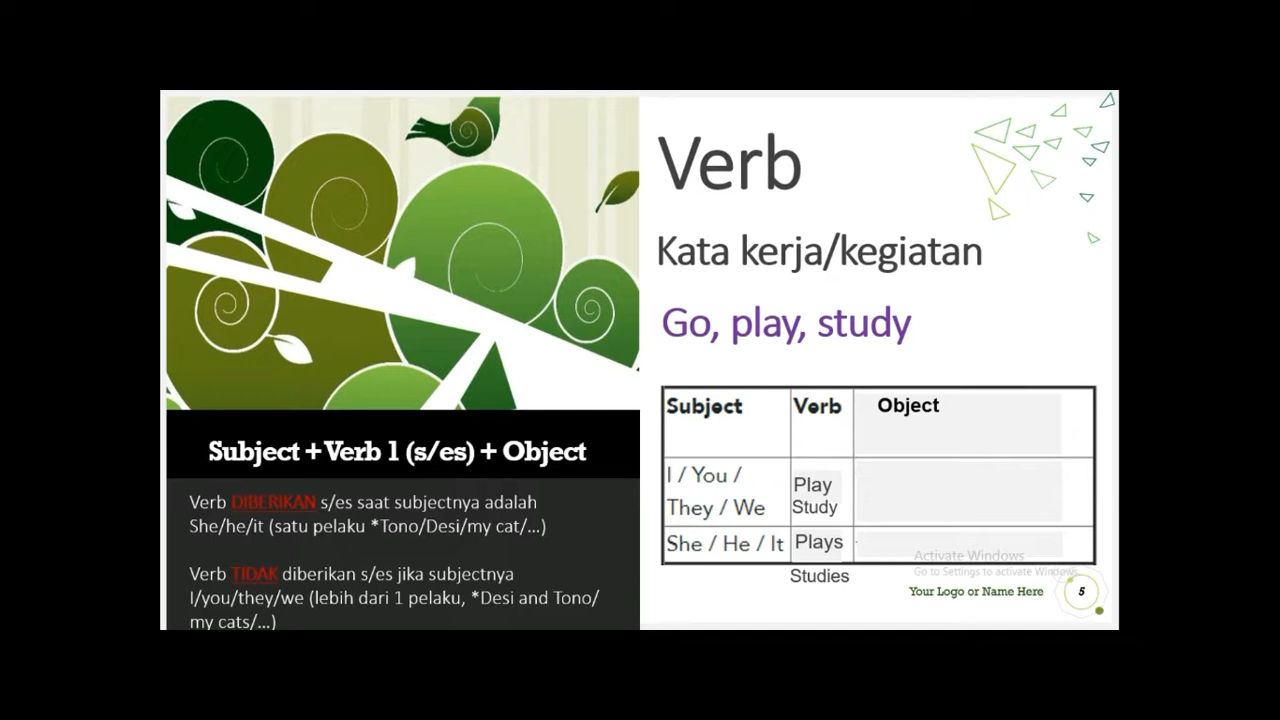 Subject + Verb 1 (s/es) + Object
Verb DIBERIKAN s/es saat subjectnya adalah
She/he/it (satu pelaku *Tono/Desi/my cat/...)
Verb TIDAK diberikan s/es jika subjectnya
I/you/they/we (lebih dari 1 pelaku, *Desi and Tono/
my cats/...)
Verb
Kata kerja/kegiatan
Go, play, study
Subject Verb Object
I / You /
They / We
Play
Study
She / He / It Plays
Studies
Activate Windows
Go to Settings to activate Windows.
Your Logo or Name Here
5